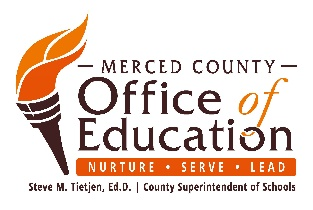 — MERCED COUNTY —
Office of
Education
NURTURE • SERVE • LEAD
Steve M. Tietjen, Ed.D. | County Superintendent of Schools